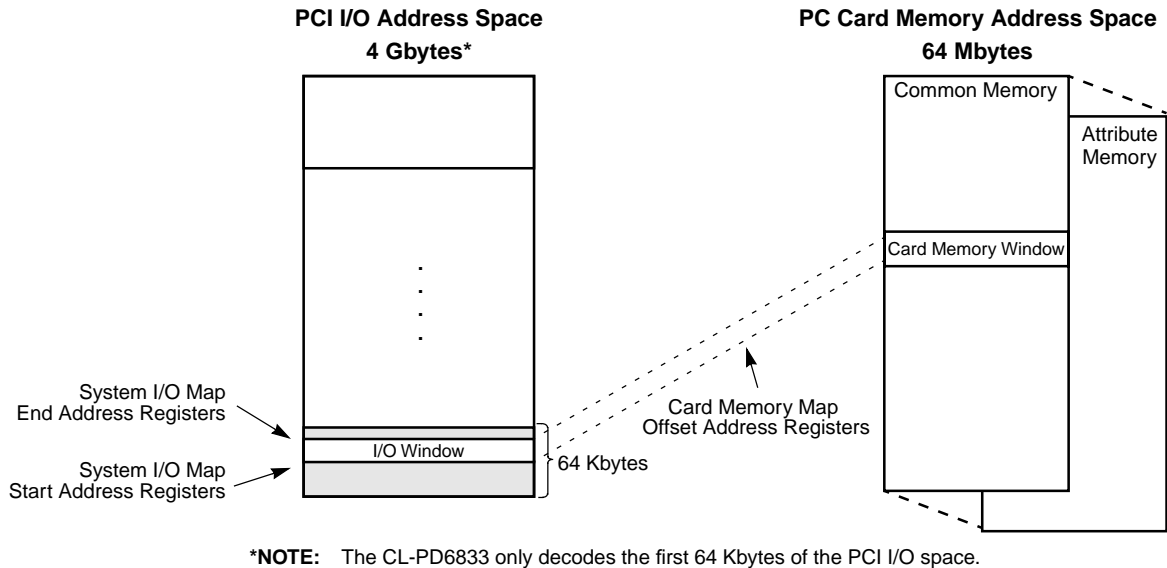 PCI I/O Address Space
4 Gbytes*
PC Card Memory Address Space
64 Mbytes
Common Memory
Attribute
Memory
Card Memory Window
System I/O Map
End Address Registers
Card Memory Map
Offset Address Registers
I/O Window
64 Kbytes
System I/O Map
Start Address Registers
*NOTE: The CL-PD6833 only decodes the first 64 Kbytes of the PCI I/O space.